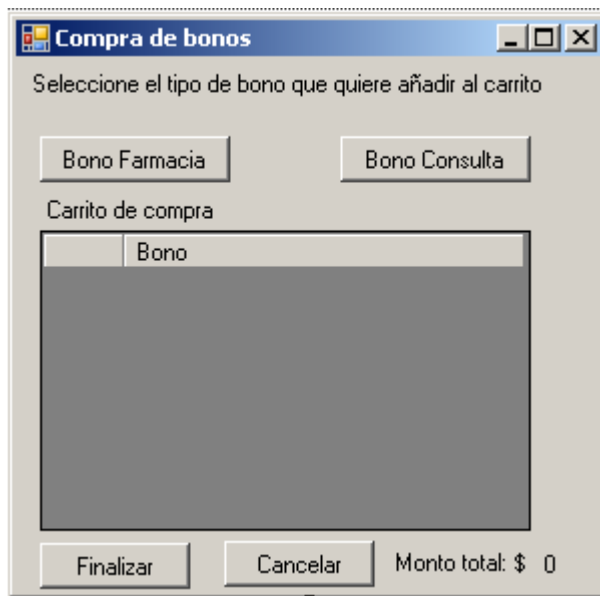 Compra de bonos
Seleccione el tipo de bono que quiere añadir al carrito
Bono Farmacia Bono Consulta
Carrito de compra
Bono
Finalizar Cancelar Monto total: $ 0